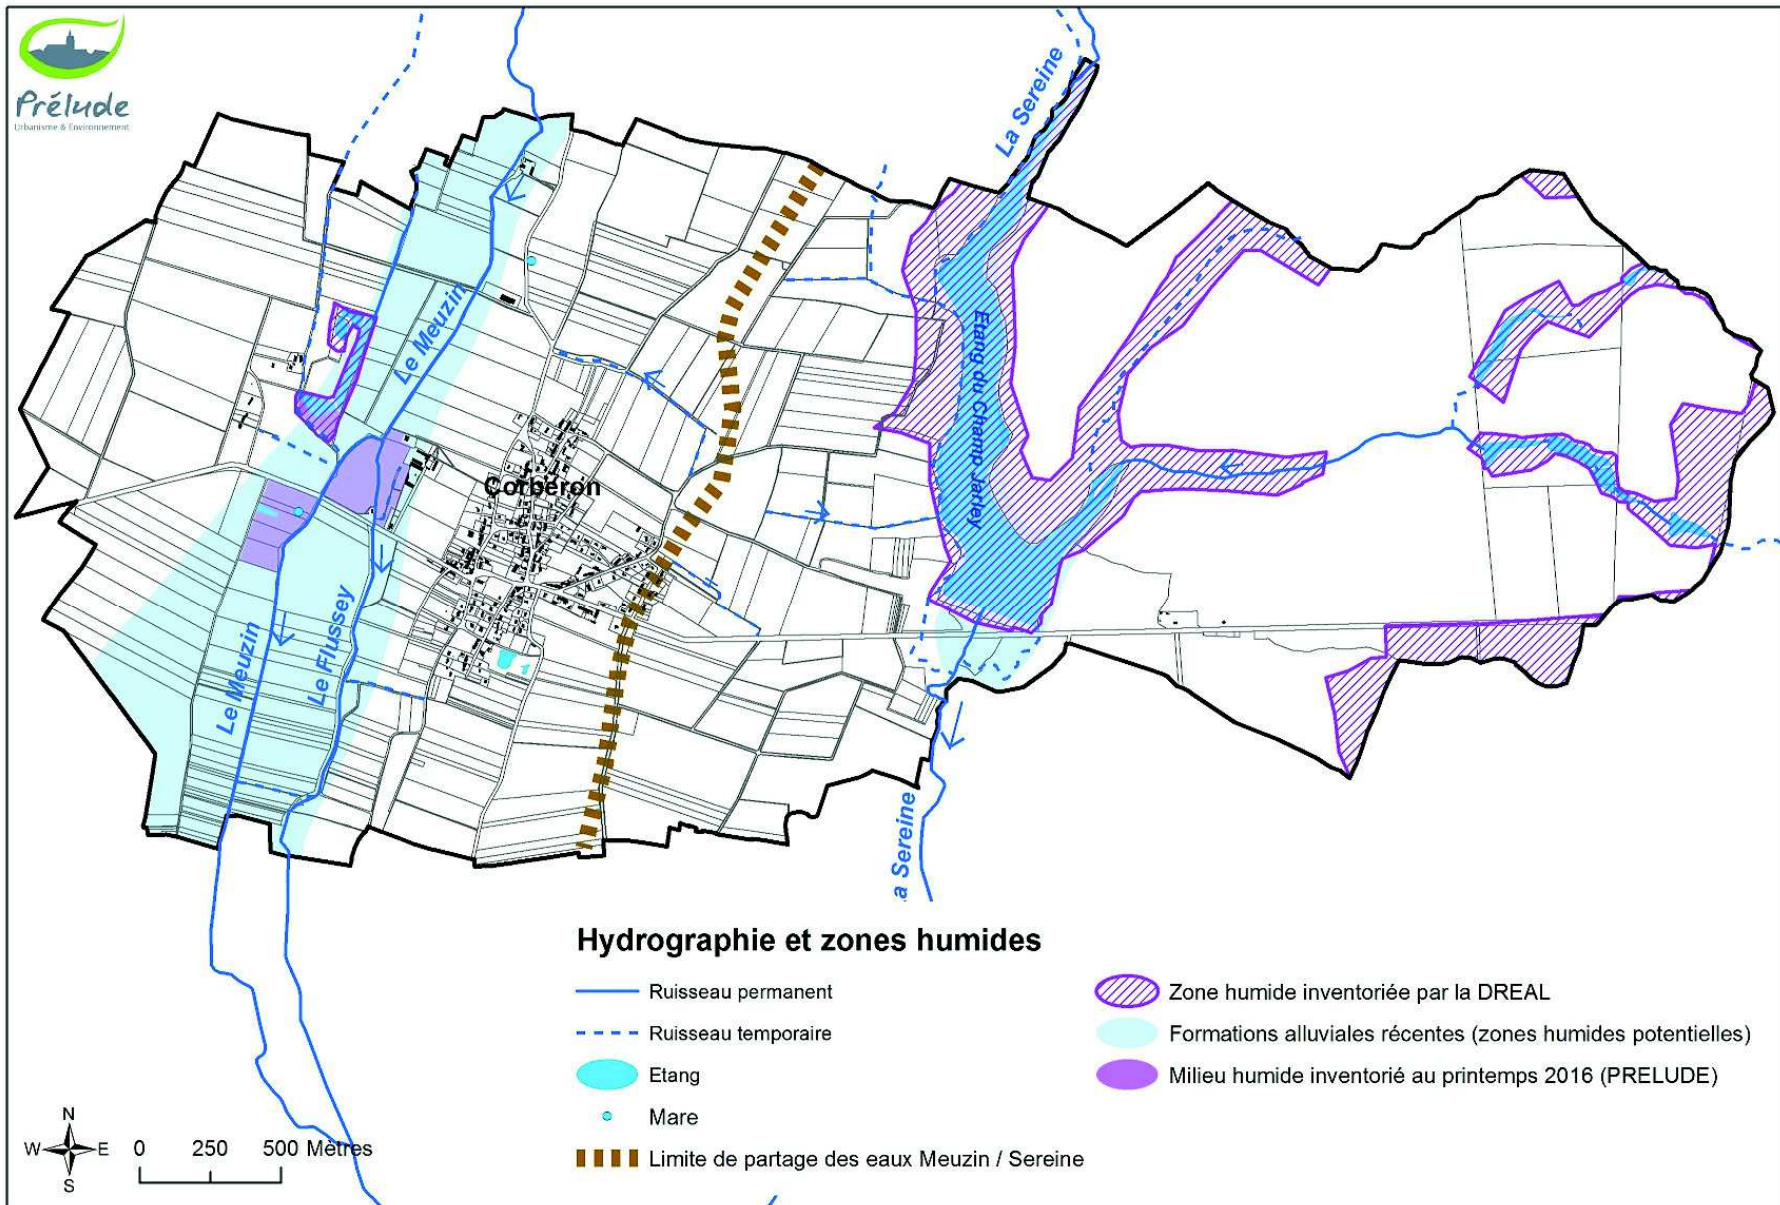 Prélude
Urbanisme & Environnement
La Sereine
Le Meuzin
Etang du Champ Jarley
Corberon
Le Meuzin
Le Flussey
a Sereine
Hydrographie et zones humides
Ruisseau permanent
Ruisseau temporaire
Etang
Mare
Limite de partage des eaux Meuzin / Sereine
Zone humide inventoriée par la DREAL
Formations alluviales récentes (zones humides potentielles)
Milieu humide inventorié au printemps 2016 (PRELUDE)
N
W E
S
0 250 500 Mètres